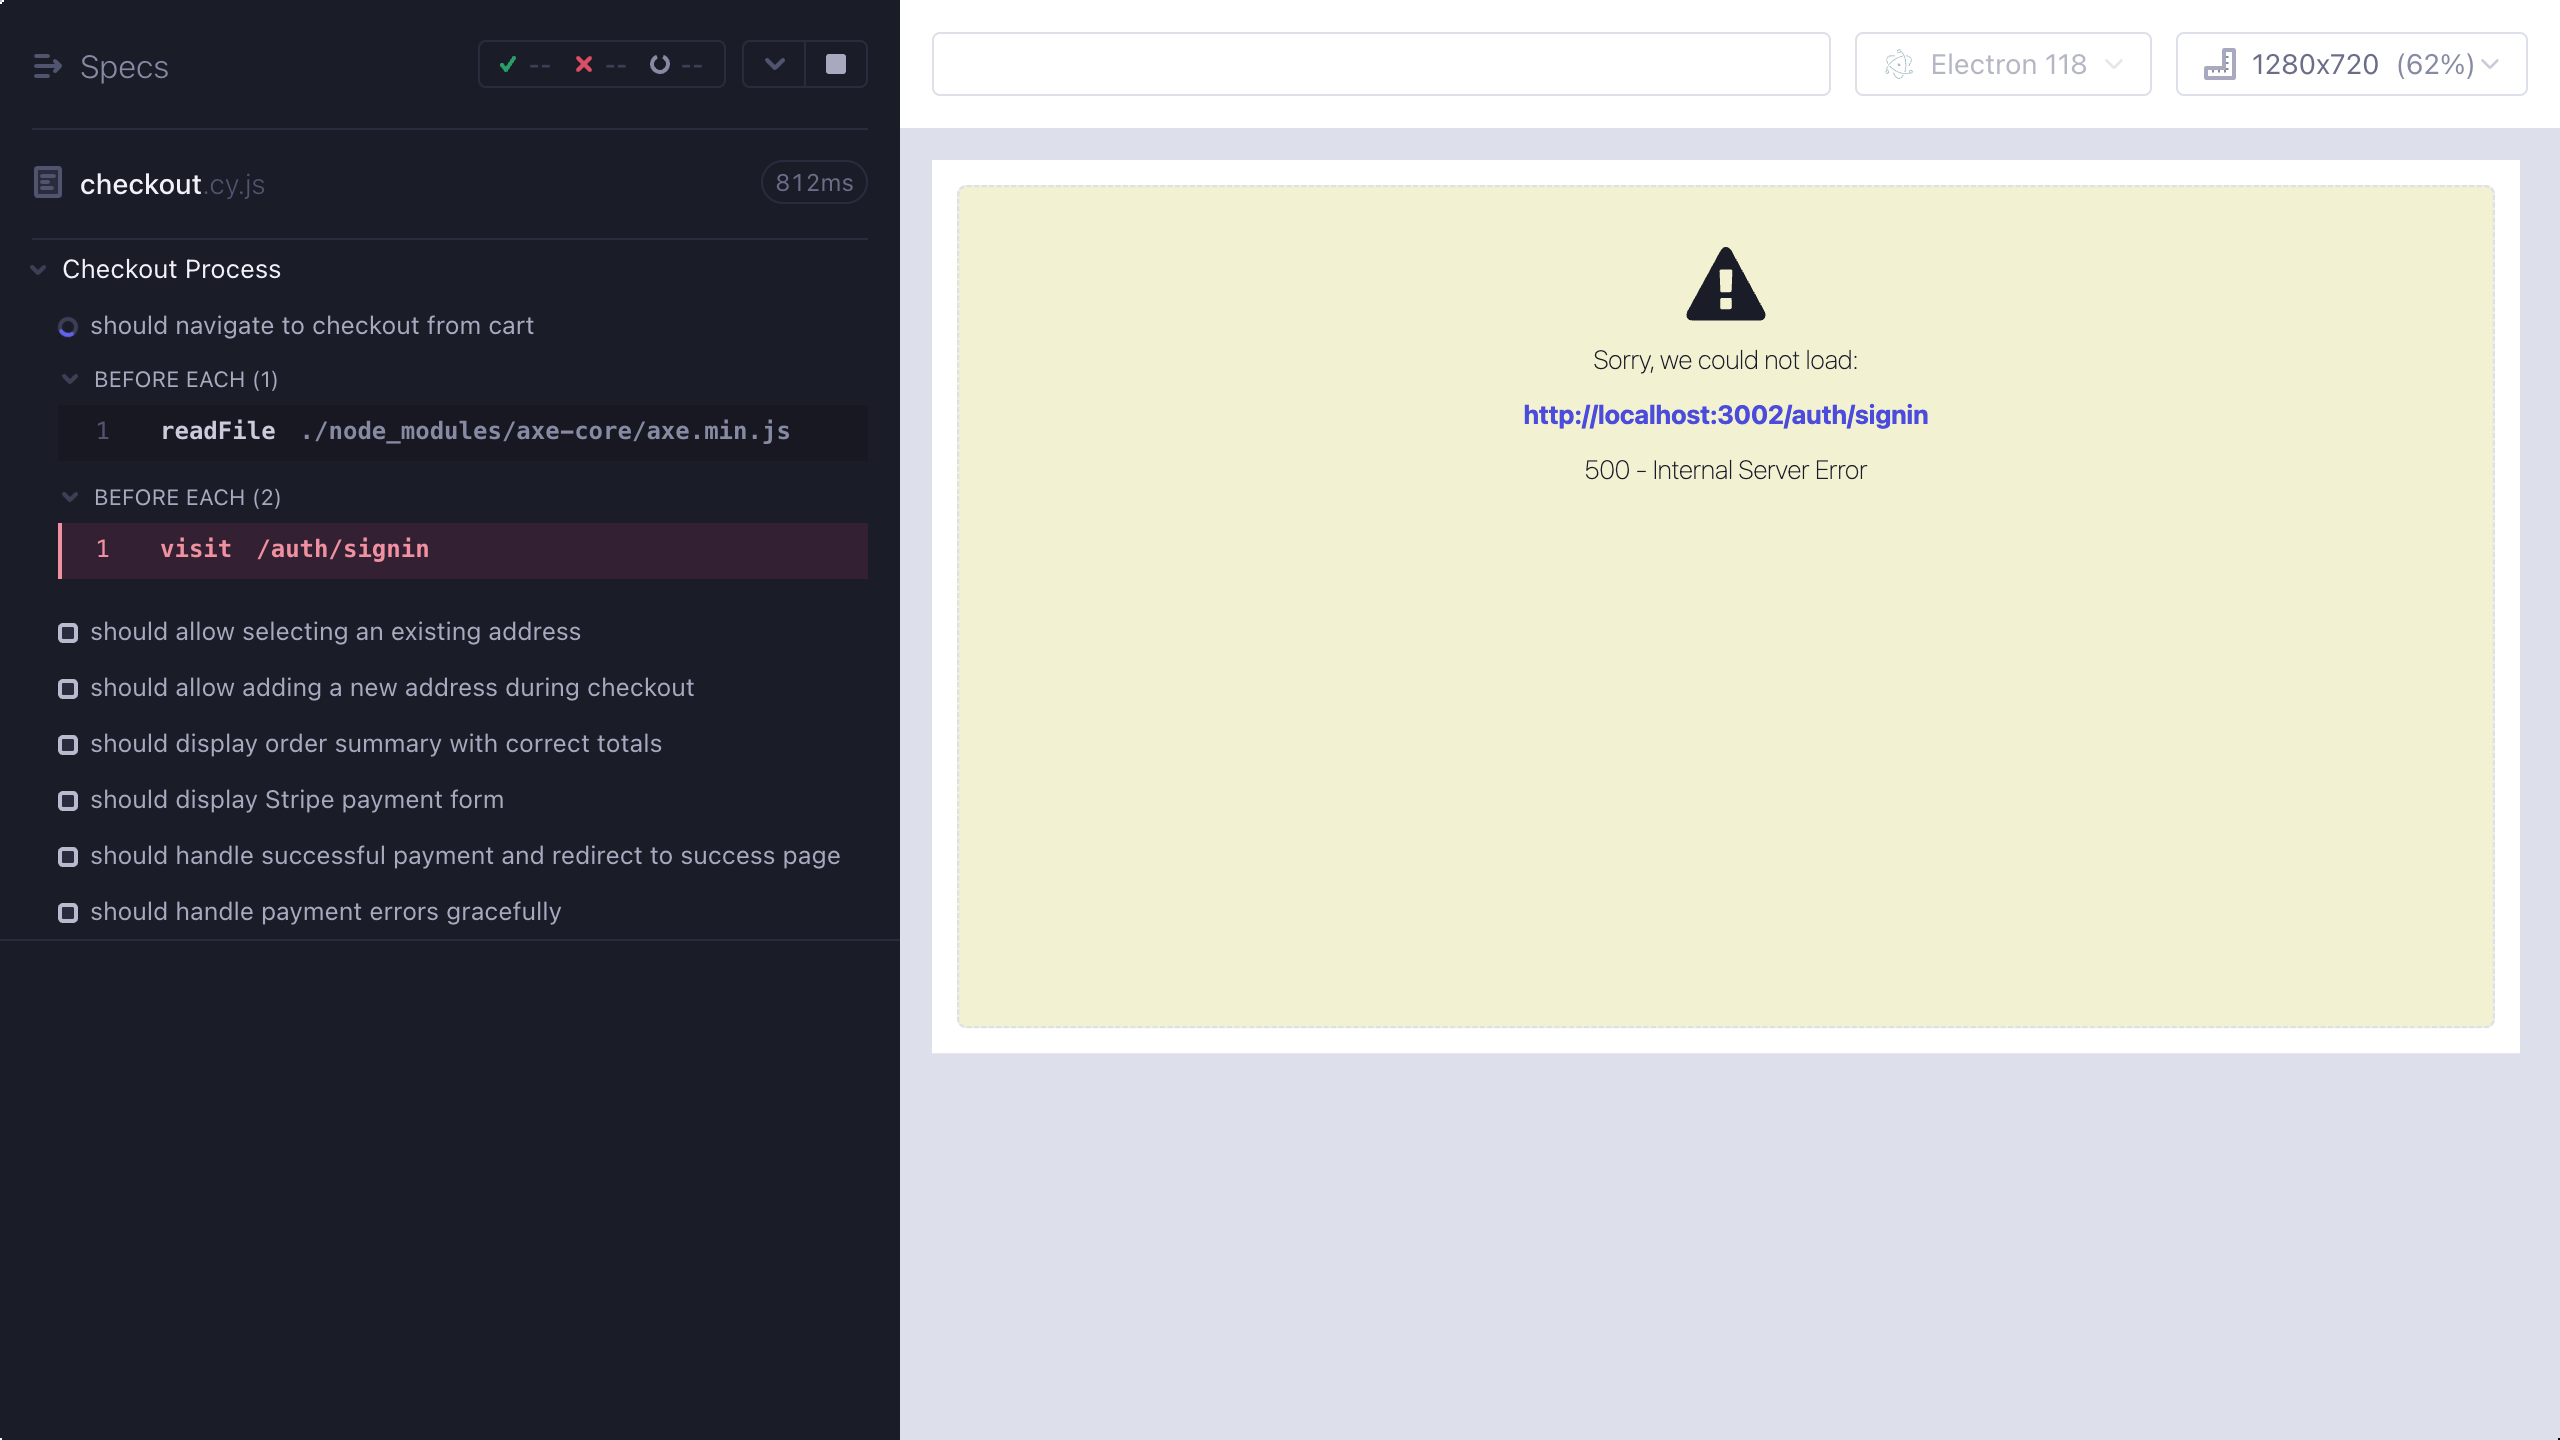 Specs
-- -- --
checkout.cy.js
812ms
Checkout Process
should navigate to checkout from cart
BEFORE EACH (1)
1 readFile ./node_modules/axe-core/axe.min.js
BEFORE EACH (2)
1 visit /auth/signin
should allow selecting an existing address
should allow adding a new address during checkout
should display order summary with correct totals
should display Stripe payment form
should handle successful payment and redirect to success page
should handle payment errors gracefully
Electron 118
1280x720 (62%)
Sorry, we could not load:
http://localhost:3002/auth/signin
500 - Internal Server Error